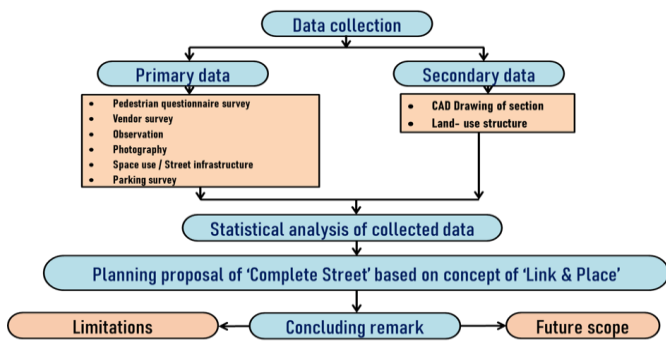 Data collection
Primary data
Secondary data
• Pedestrian questionnaire survey
• Vendor survey
• Observation
• Photography
• Space use / Street infrastructure
• Parking survey
• CAD Drawing of section
• Land- use structure
Statistical analysis of collected data
Planning proposal of ‘Complete Street’ based on concept of ‘Link & Place’
Limitations
Concluding remark
Future scope